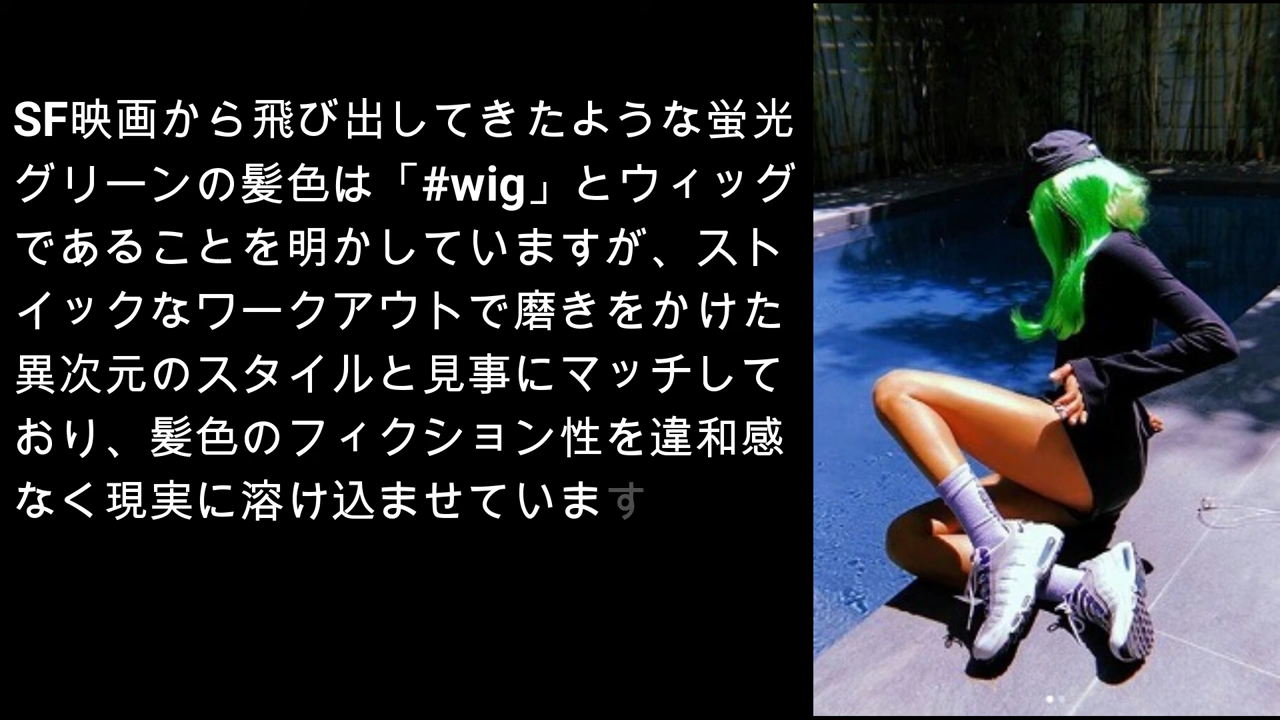 SF映画から飛び出してきたような蛍光
グリーンの髪色は「#wig」とウィッグ
であることを明かしていますが、スト
イックなワークアウトで磨きをかけた
異次元のスタイルと見事にマッチして
おり、髪色のフィクション性を違和感
なく現実に溶け込ませています